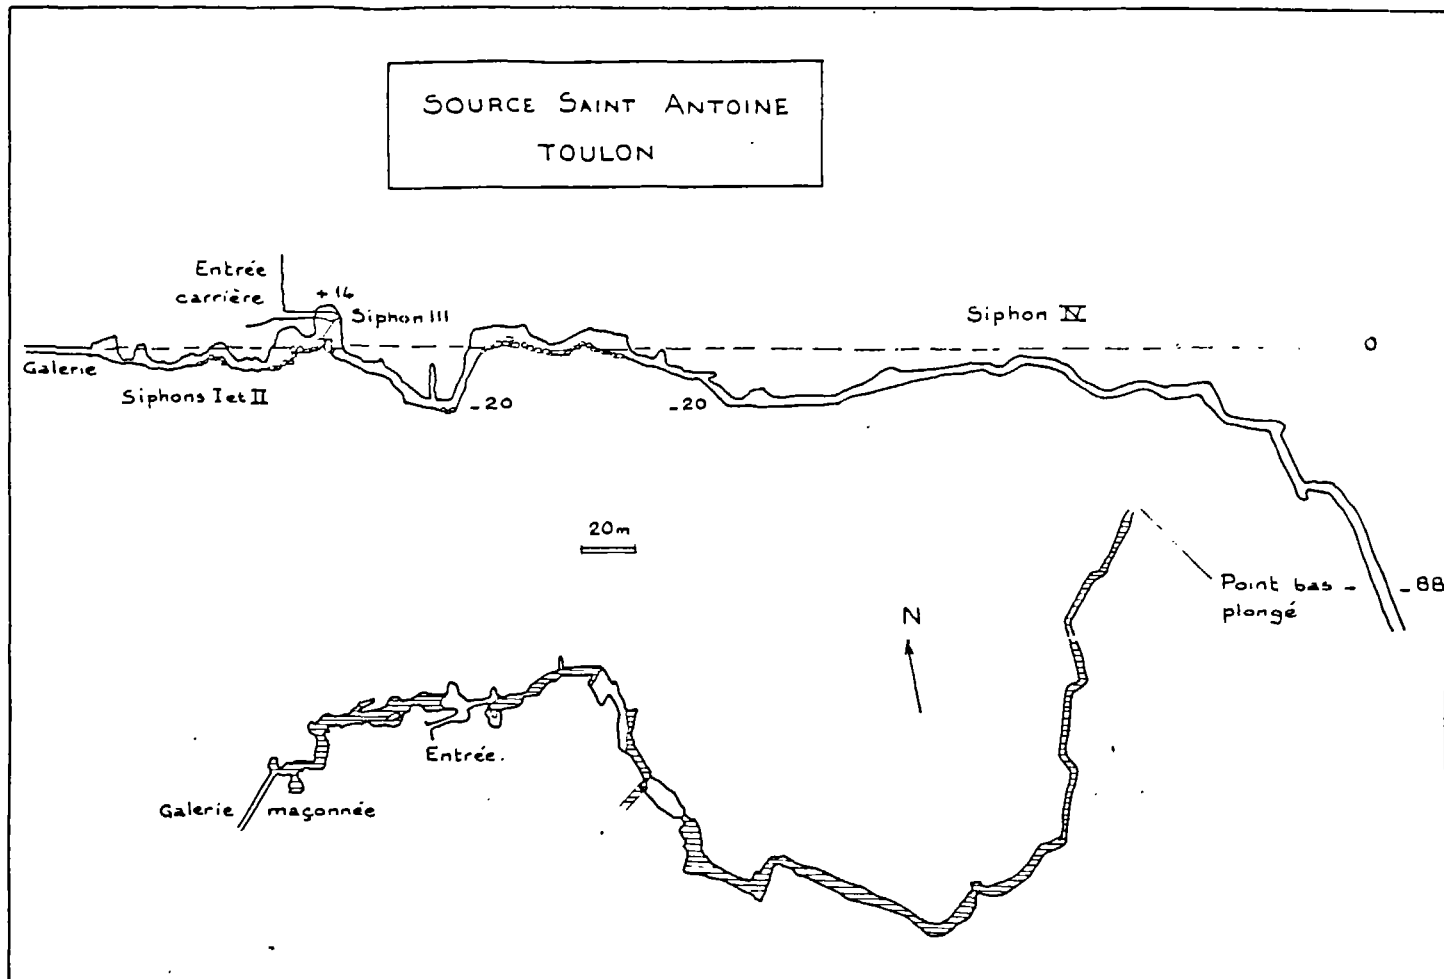 SOURCE SAINT ANTOINE
TOULON
Entrée
carrière
+14
Siphon III
Siphon IV
0
Galerie
Siphons I et II
-20
-20
20m
N
Point bas -
plongé
-88
Entrée.
Galerie maçonnée